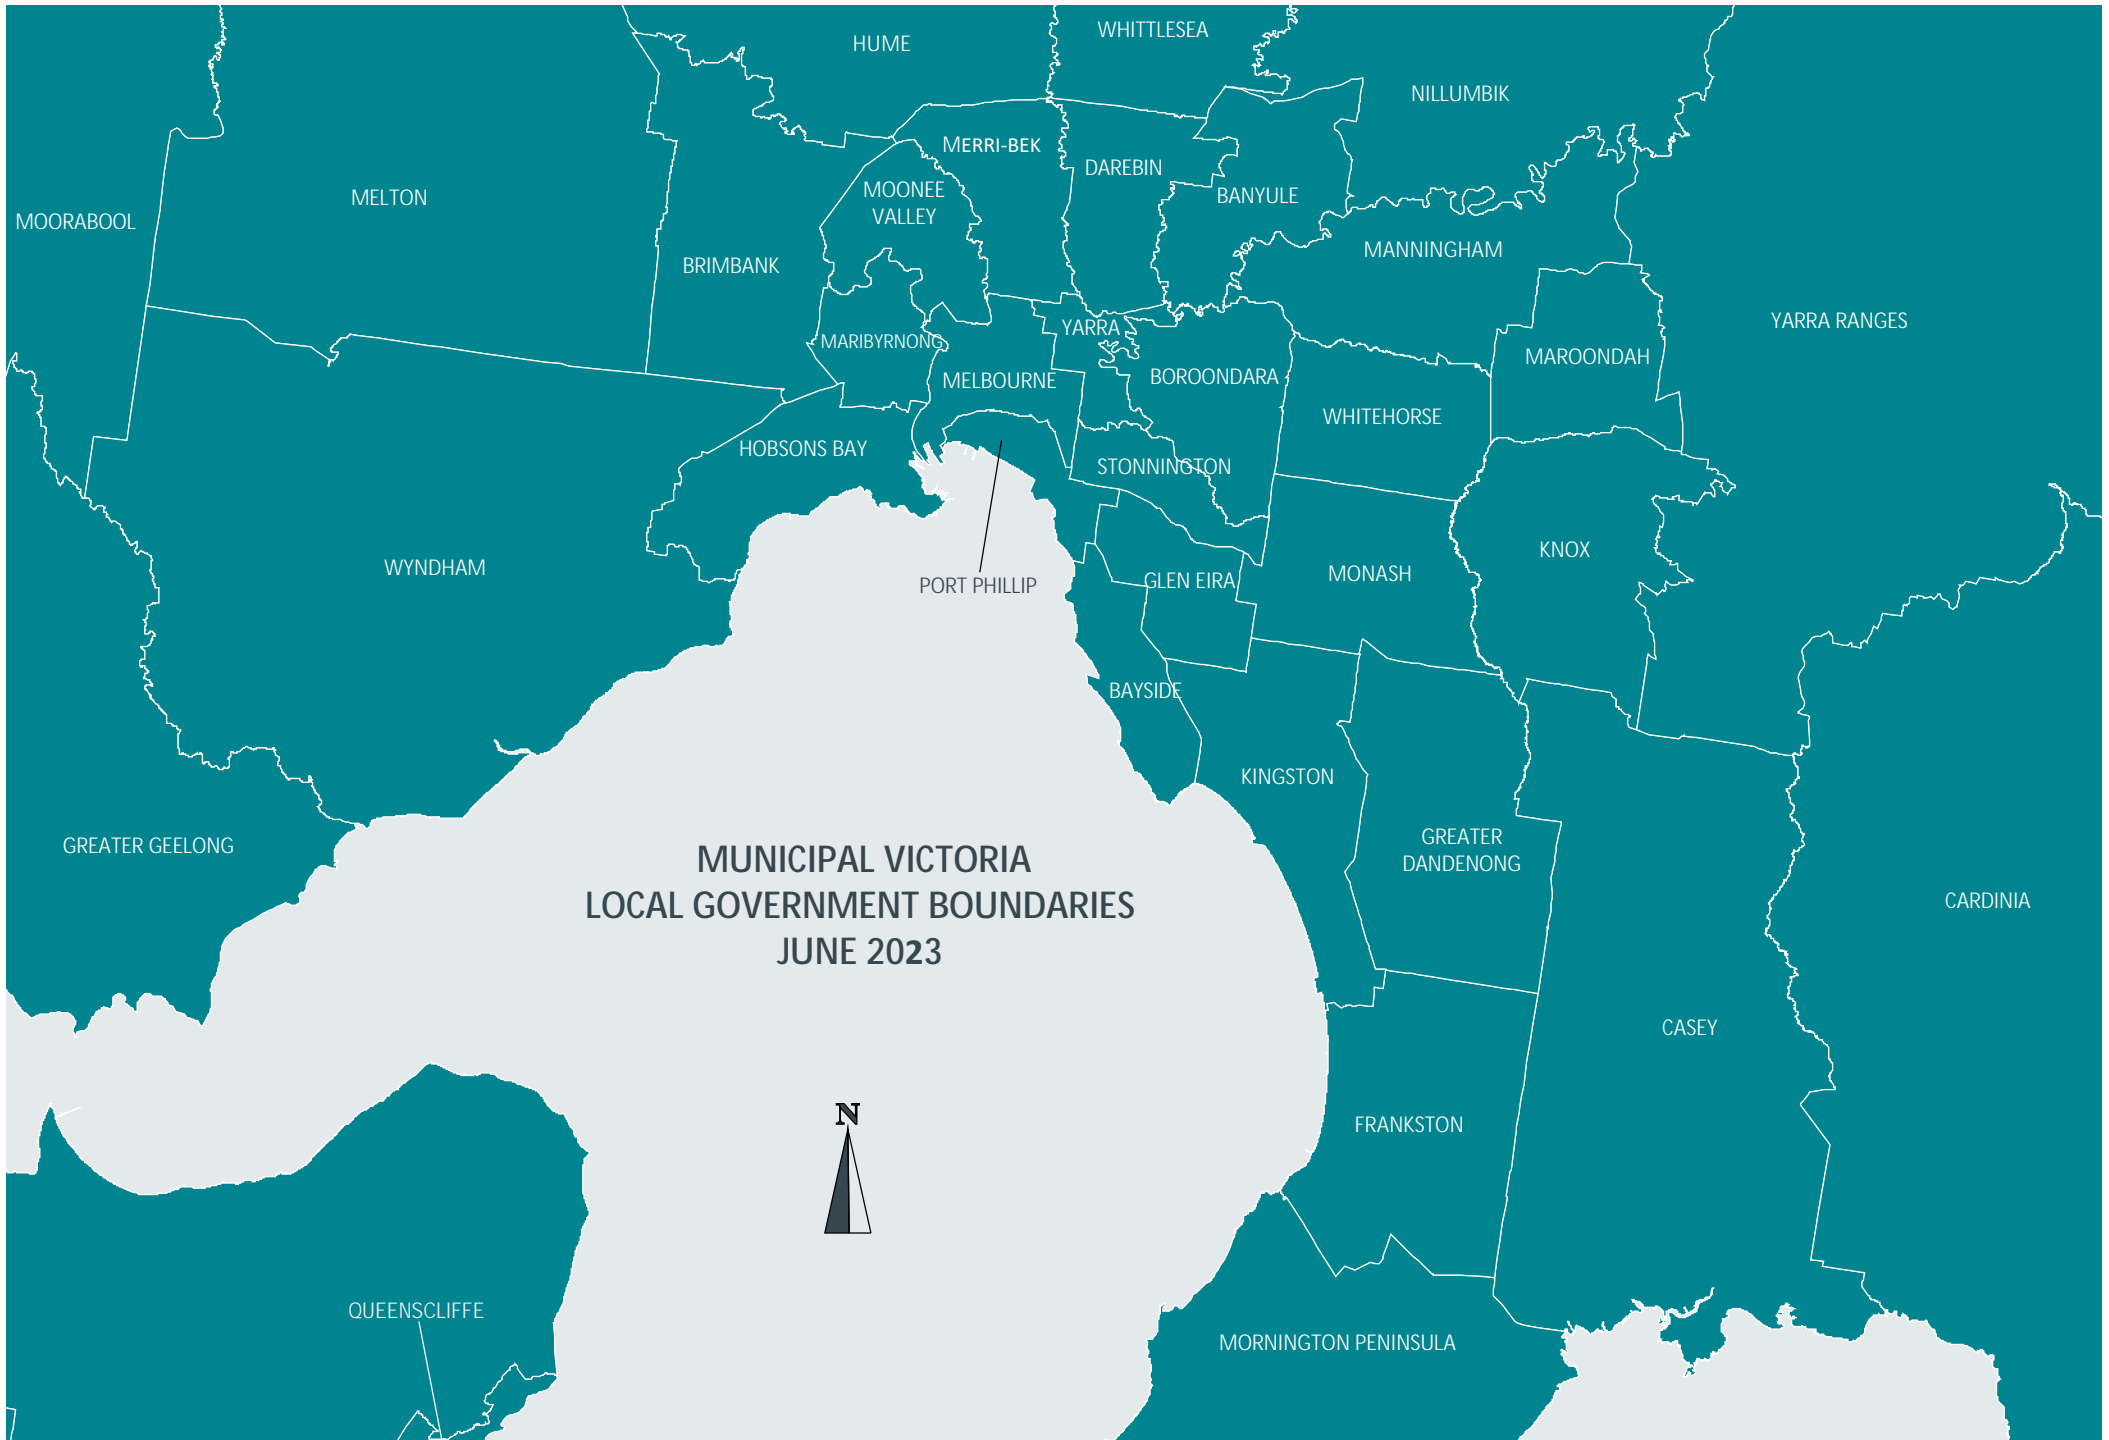 WHITTLESEA
HUME
NILLUMBIK
MERRI-BEK
DAREBIN
MOONEE
VALLEY
BANYULE
MELTON
MOORABOOL
MANNINGHAM
BRIMBANK
YARRA RANGES
YARRA
MARIBYRNONG
MAROONDAH
MELBOURNE
BOROONDARA
WHITEHORSE
HOBSONS BAY
STONNINGTON
KNOX
WYNDHAM
MONASH
GLEN EIRA
PORT PHILLIP
BAYSIDE
KINGSTON
GREATER
DANDENONG
GREATER GEELONG
MUNICIPAL VICTORIA
LOCAL GOVERNMENT BOUNDARIES
JUNE 2023
CARDINIA
CASEY
N
FRANKSTON
QUEENSCLIFFE
MORNINGTON PENINSULA